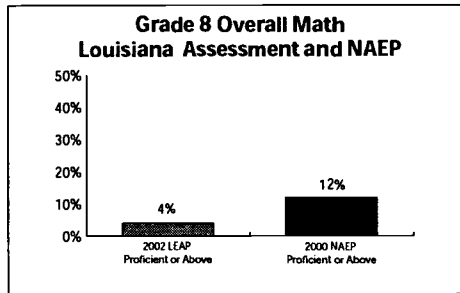 Grade 8 Overall Math
Louisiana Assessment and NAEP
50%
40%
30%
20%
10%
0%
4%
12%
2002 LEAP
Proficient or Above
2000 NAEP
Proficient or Above